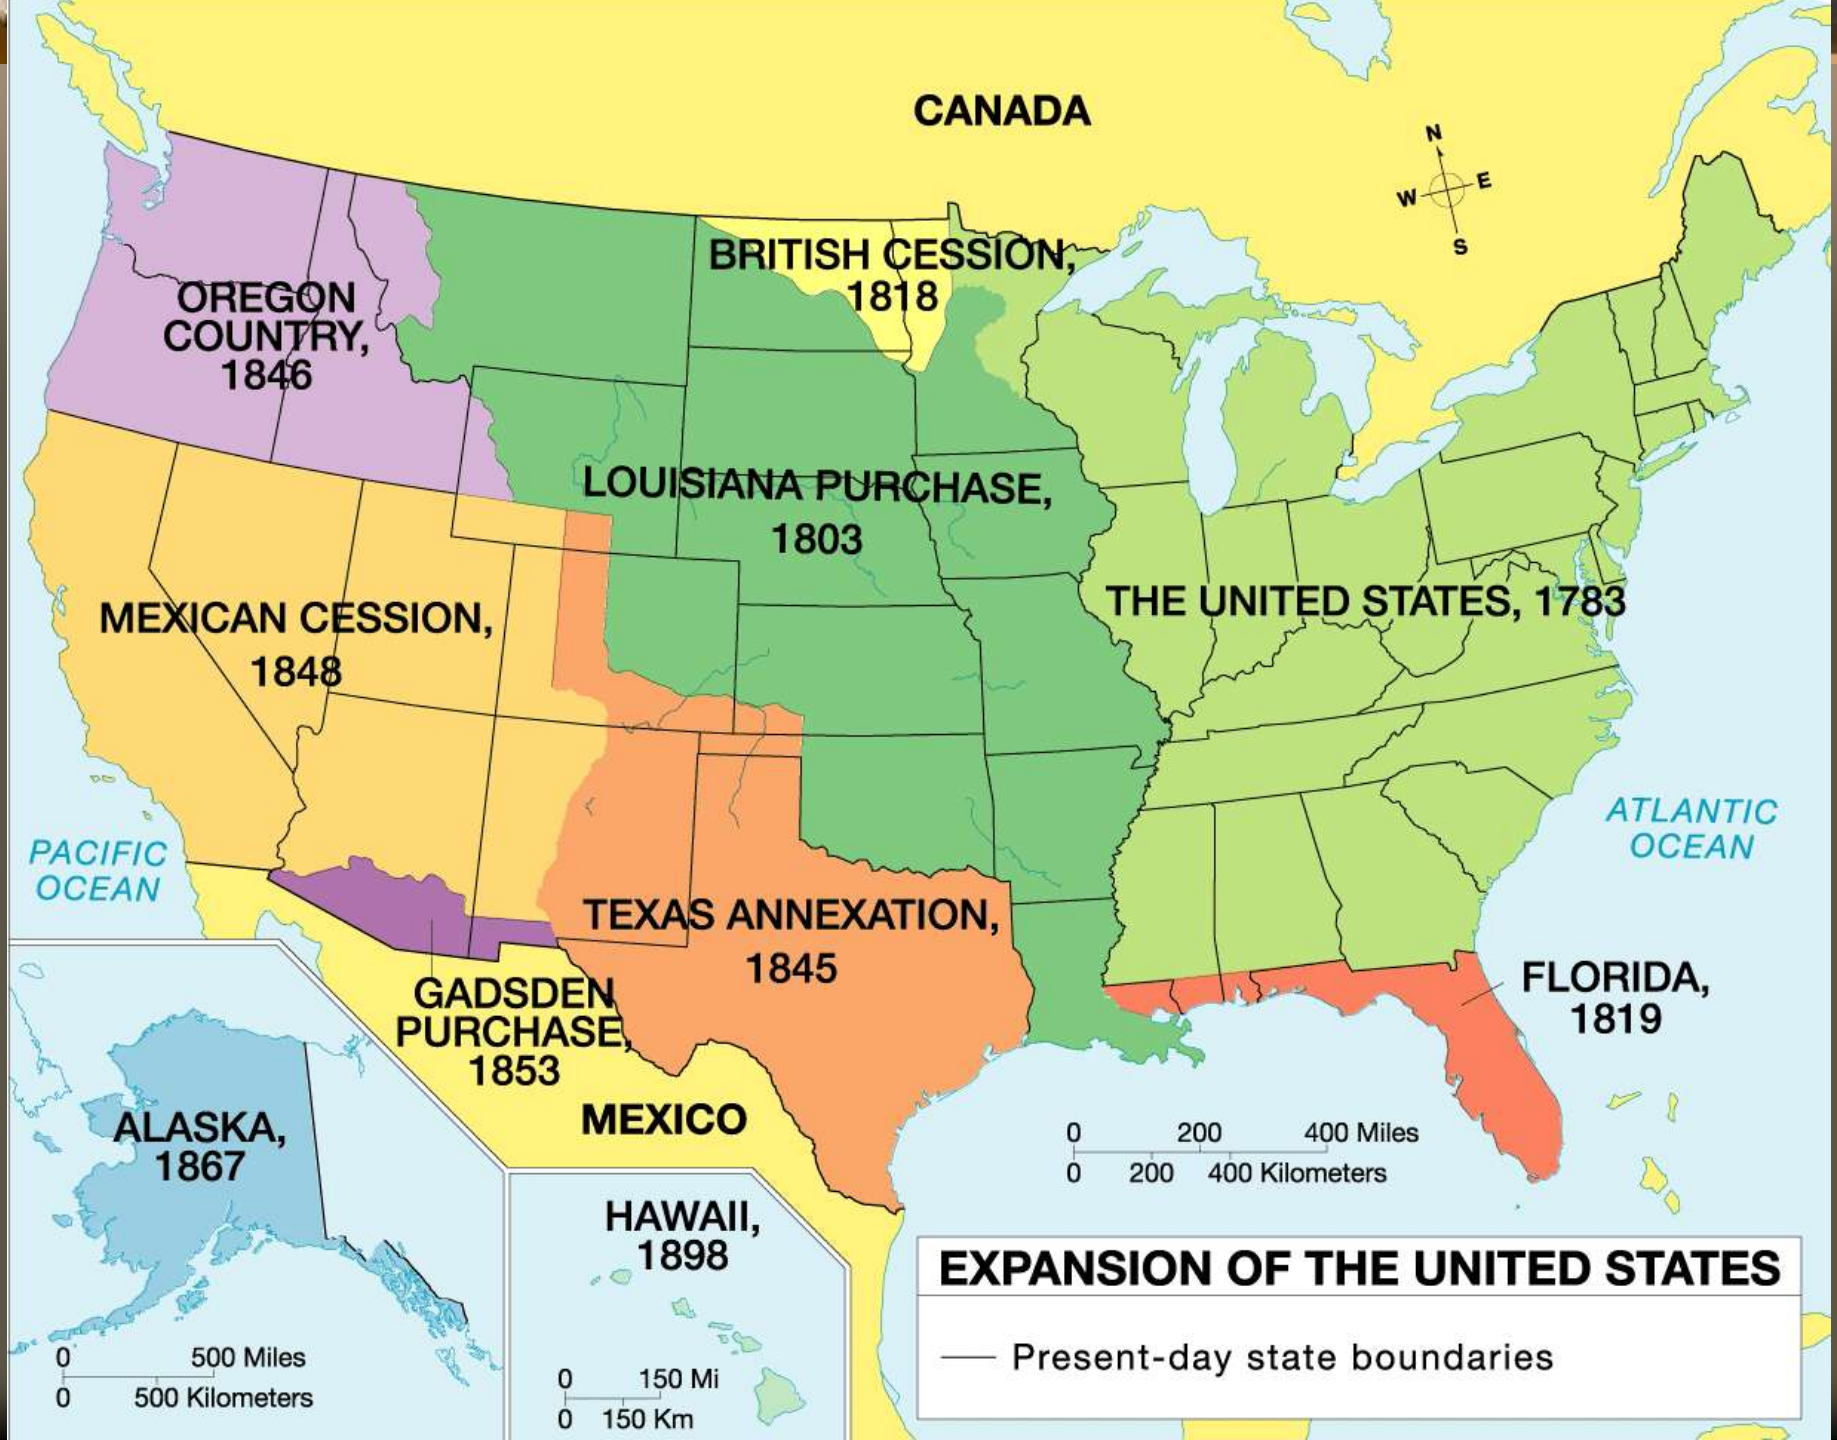 CANADA
N
W
E
S
BRITISH CESSION,
1818
OREGON
COUNTRY,
1846
LOUISIANA PURCHASE,
1803
THE UNITED STATES, 1783
MEXICAN CESSION,
1848
PACIFIC
OCEAN
ATLANTIC
OCEAN
TEXAS ANNEXATION,
1845
GADSDEN
PURCHASE,
1853
FLORIDA,
1819
MEXICO
ALASKA,
1867
0 500 Miles
0 500 Kilometers
HAWAII,
1898
0 150 Mi
0 150 Km
0 200 400 Miles
0 200 400 Kilometers
EXPANSION OF THE UNITED STATES
Present-day state boundaries